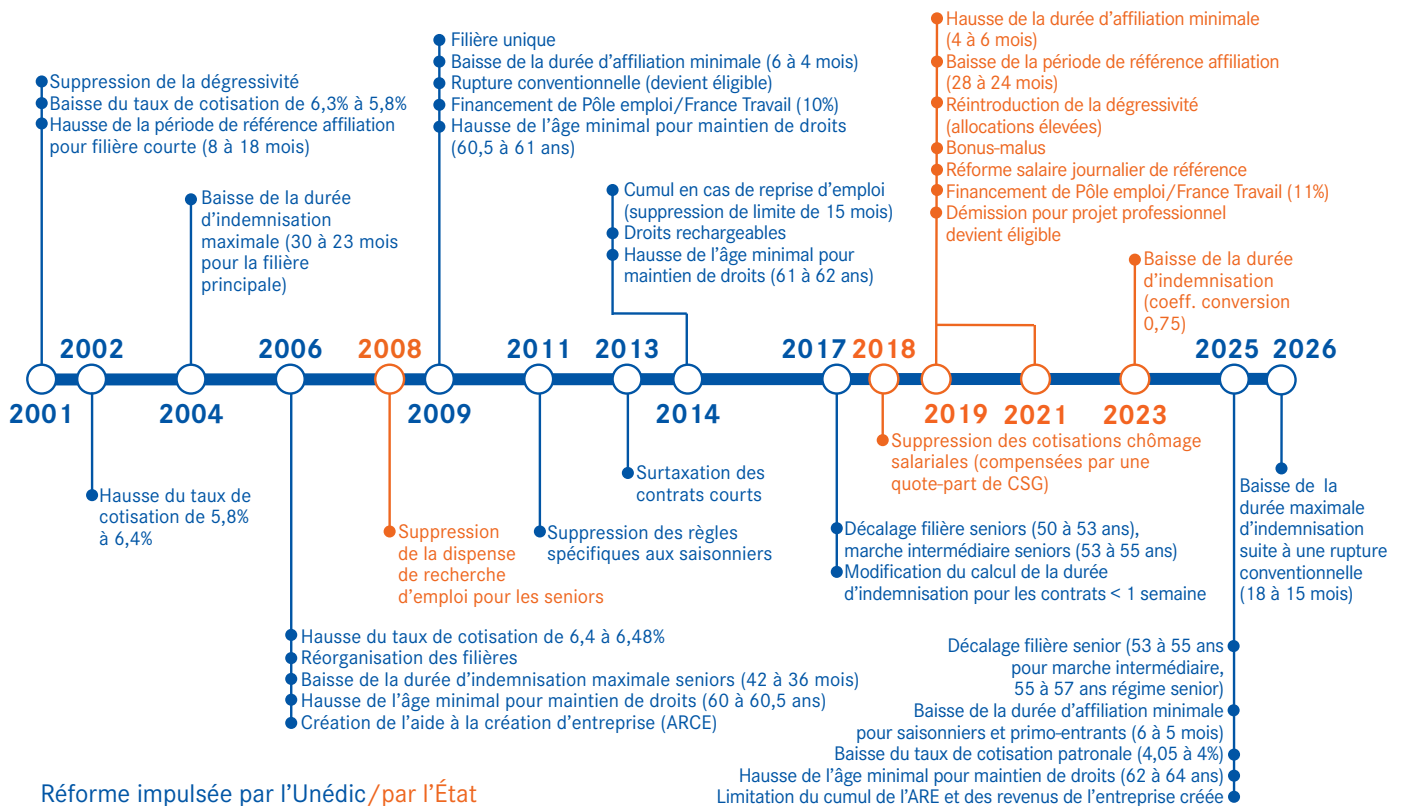 Suppression de la dégressivité
Baisse du taux de cotisation de 6,3% à 5,8%
Hausse de la période de référence affiliation
pour filière courte (8 à 18 mois)
Baisse de la durée
d'indemnisation
maximale (30 à 23 mois
pour la filière
principale)
Filière unique
Baisse de la durée d'affiliation minimale (6 à 4 mois)
Rupture conventionnelle (devient éligible)
Financement de Pôle emploi/France Travail (10%)
Hausse de l'âge minimal pour maintien de droits
(60,5 à 61 ans)
Cumul en cas de reprise d'emploi
(suppression de limite de 15 mois)
Droits rechargeables
Hausse de l'âge minimal pour
maintien de droits (61 à 62 ans)
Hausse de la durée d'affiliation minimale
(4 à 6 mois)
Baisse de la période de référence affiliation
(28 à 24 mois)
Réintroduction de la dégressivité
(allocations élevées)
Bonus-malus
Réforme salaire journalier de référence
Financement de Pôle emploi/France Travail (11%)
Démission pour projet professionnel
devient éligible
Baisse de la durée
d'indemnisation
(coeff. conversion
0,75)
2002 2006 2008 2011 2013 2017 2018 2025 2026
2001 2004 2009 2014 2019 2021 2023
Hausse du taux de
cotisation de 5,8%
à 6,4%
Hausse du taux de cotisation de 6,4 à 6,48%
Réorganisation des filières
Baisse de la durée d'indemnisation maximale seniors (42 à 36 mois)
Hausse de l'âge minimal pour maintien de droits (60 à 60,5 ans)
Création de l'aide à la création d'entreprise (ARCE)
Suppression
de la dispense
de recherche
d'emploi pour les seniors
Suppression des règles
spécifiques aux saisonniers
Surtaxation des
contrats courts
Décalage filière seniors (50 à 53 ans),
marche intermédiaire seniors (53 à 55 ans)
Modification du calcul de la durée
d'indemnisation pour les contrats < 1 semaine
Suppression des cotisations chômage
salariales (compensées par une
quote-part de CSG)
Décalage filière senior (53 à 55 ans
pour marche intermédiaire,
55 à 57 ans régime senior)
Baisse de la durée d'affiliation minimale
pour saisonniers et primo-entrants (6 à 5 mois)
Baisse du taux de cotisation patronale (4,05 à 4%)
Hausse de l'âge minimal pour maintien de droits (62 à 64 ans)
Limitation du cumul de l'ARE et des revenus de l'entreprise créée
Baisse de la
durée maximale
d'indemnisation
suite à une rupture
conventionnelle
(18 à 15 mois)
Réforme impulsée par l'Unédic/par l'État